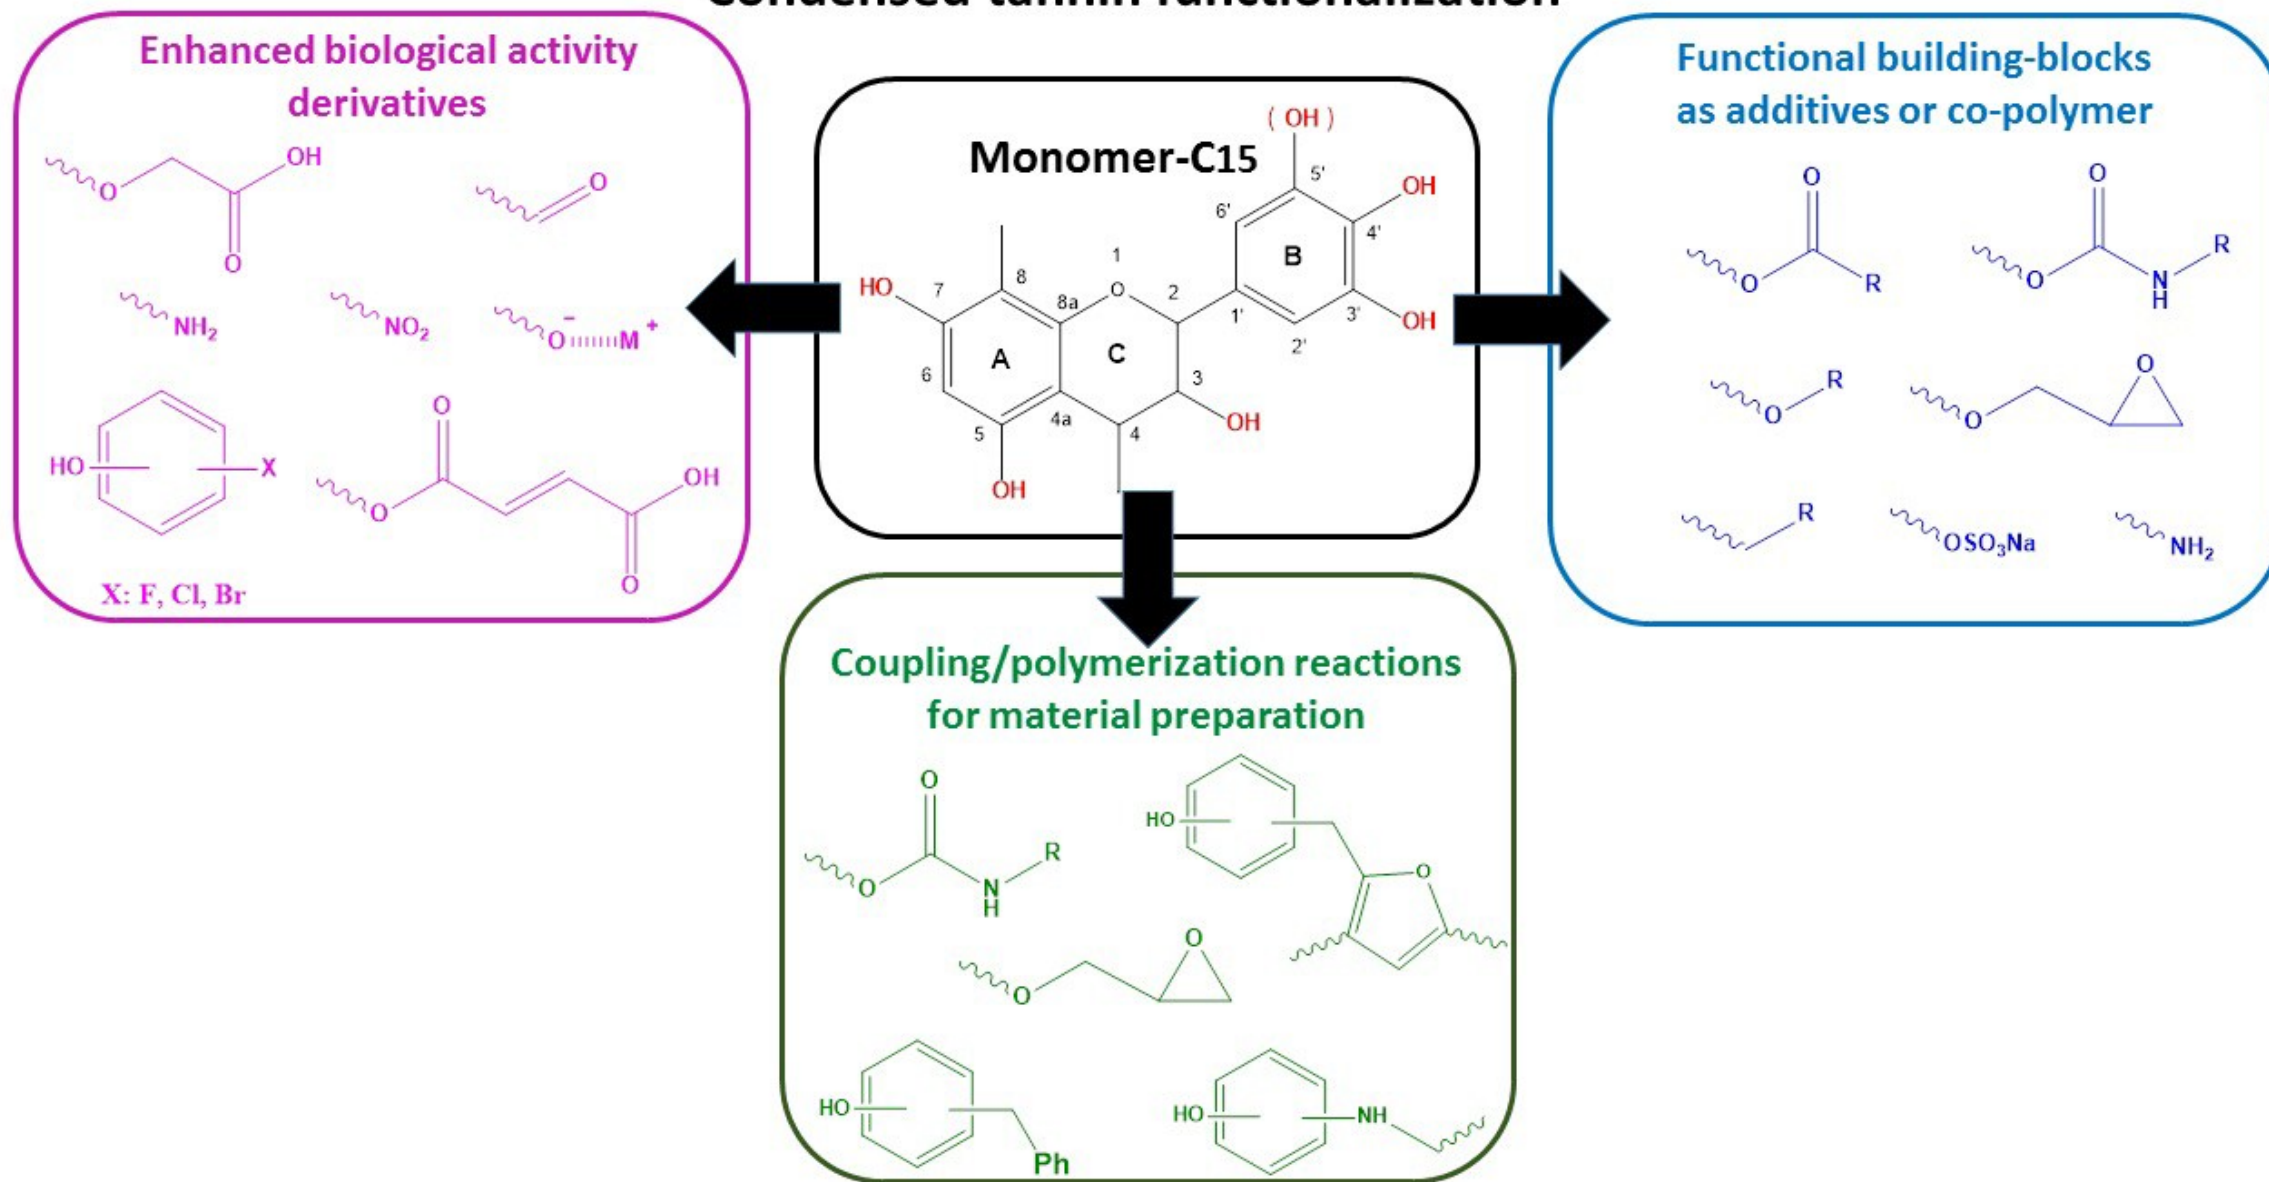 Condensed tannin functionalization
Enhanced biological activity
derivatives
O
OH
O
O
NH2
NO2
O
−
M
+
HO
X
O
O
OH
O
X: F, Cl, Br
Monomer-C15
( OH )
5'
OH
6'
4'
B
1
HO
7
8
8a
O
2
1'
3'
OH
2'
A
C
6
3
5
4a
4
OH
OH
Functional building-blocks
as additives or co-polymer
O
O
R
O
O
N
H
R
O
R
O
O
R
OSO3Na
NH2
Coupling/polymerization reactions
for material preparation
O
O
N
H
R
HO
O
O
O
HO
Ph
HO
NH